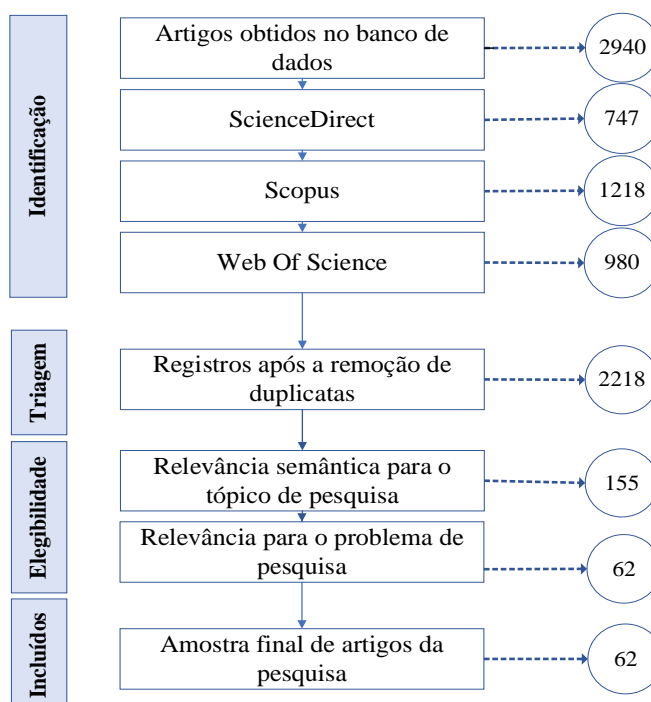 Identificação
Artigos obtidos no banco de
dados
2940
ScienceDirect
747
Scopus
1218
Web Of Science
980
Triagem
Registros após a remoção de
duplicatas
2218
Elegibilidade
Relevância semântica para o
tópico de pesquisa
155
Relevância para o problema de
pesquisa
62
Incluídos
Amostra final de artigos da
pesquisa
62